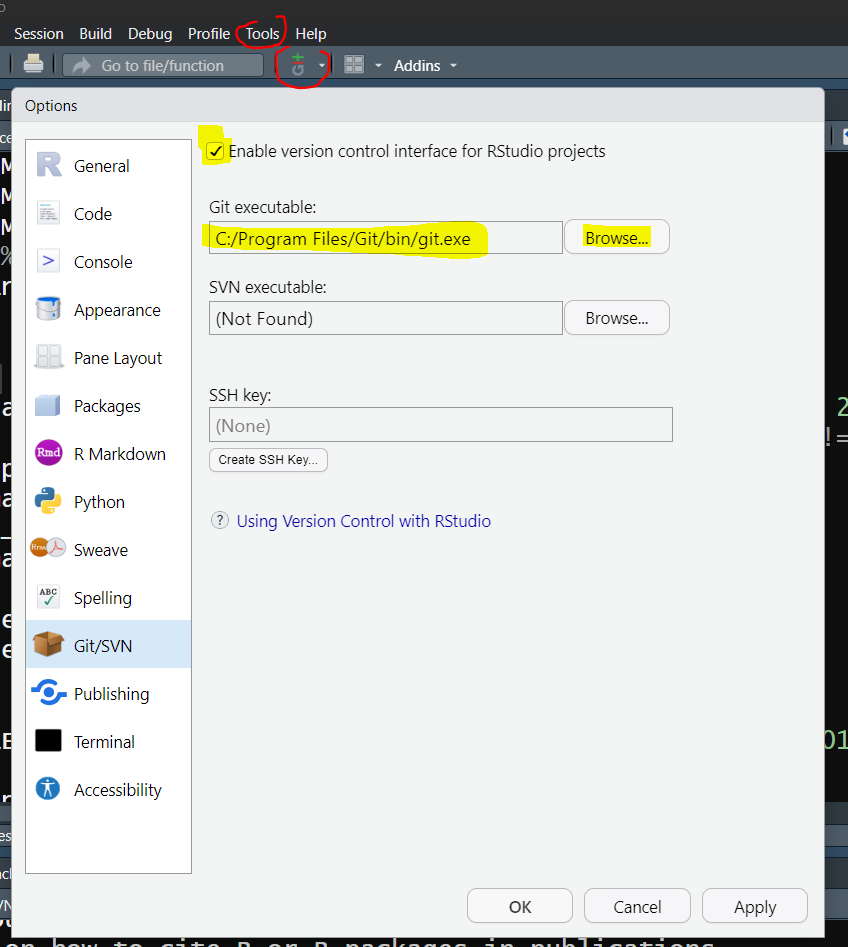 Session Build Debug Profile Tools Help
Go to file/function Addins
Options
General
Code
Console
Appearance
Pane Layout
Packages
Rmd R Markdown
Python
Rnw Sweave
ABC Spelling
Git/SVN
Publishing
Terminal
Accessibility
Enable version control interface for RStudio projects
Git executable:
C:/Program Files/Git/bin/git.exe Browse...
SVN executable:
(Not Found) Browse...
SSH key:
(None)
Create SSH Key...
? Using Version Control with RStudio
OK Cancel Apply
on how to cite R or R packages in publications